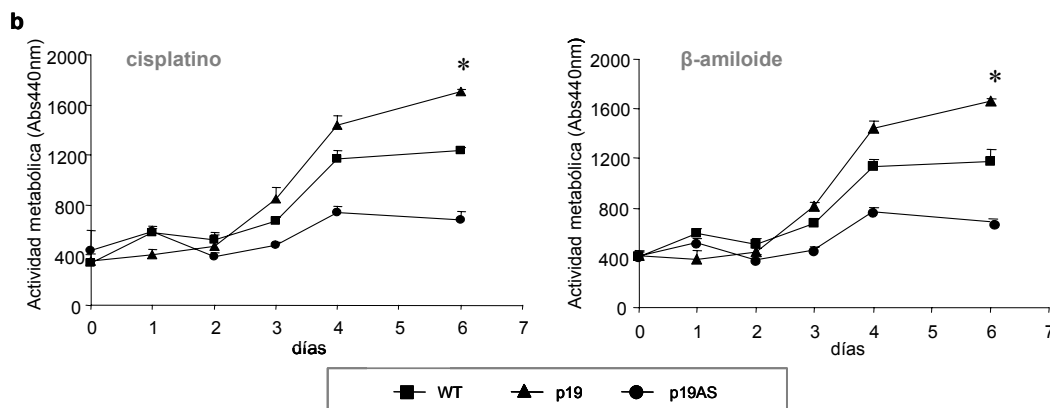 b
cisplatino
Actividad metabólica (Abs440nm)
2000
1600
1200
800
400
0
*
0 1 2 3 4 5 6 7
días
β-amiloide
Actividad metabólica (Abs440nm)
2000
1600
1200
800
400
0
*
0 1 2 3 4 5 6 7
días
WT p19 p19AS